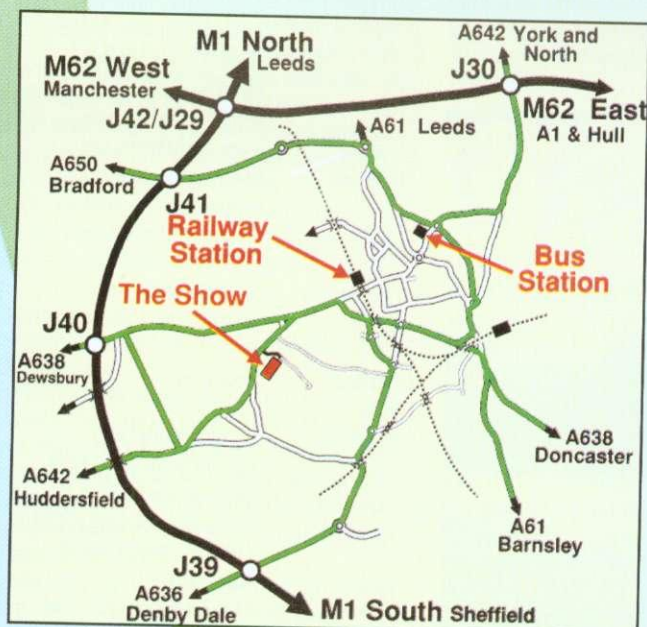 A642 York and
North
M1 North
Leeds
J30
M62 West
Manchester
M62 East
A1 & Hull
J42/J29
A61 Leeds
A650
Bradford
J41
Railway
Station
Bus
Station
The Show
J40
A638
Dewsbury
A638
Doncaster
A642
Huddersfield
A61
Barnsley
J39
A636
Denby Dale
M1 South Sheffield